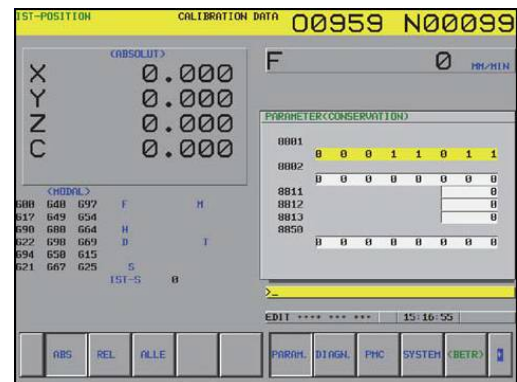 IST-POSITION CALIBRATION DATA O0959 N00099
(ABSOLUT)
X 0.000
Y 0.000
Z 0.000
C 0.000
F 0 MM/MIN
PARAMETER(CONSERVATION)
8801
0 0 0 1 1 0 1 1
8802
0 0 0 0 0 0 0 0
8811 0
8812 0
8813 0
8850
0 0 0 0 0 0 0 0
(MODAL)
G00 G40 G97 F M
G17 G49 G54
G90 G80 G64 H
G22 G98 G69 D T
G94 G50 G15
G21 G67 G25 S
IST-S 0
>_
EDIT **** *** *** 15:16:55
ABS REL ALLE PARAM. DIAGN. PMC SYSTEM (BETR)